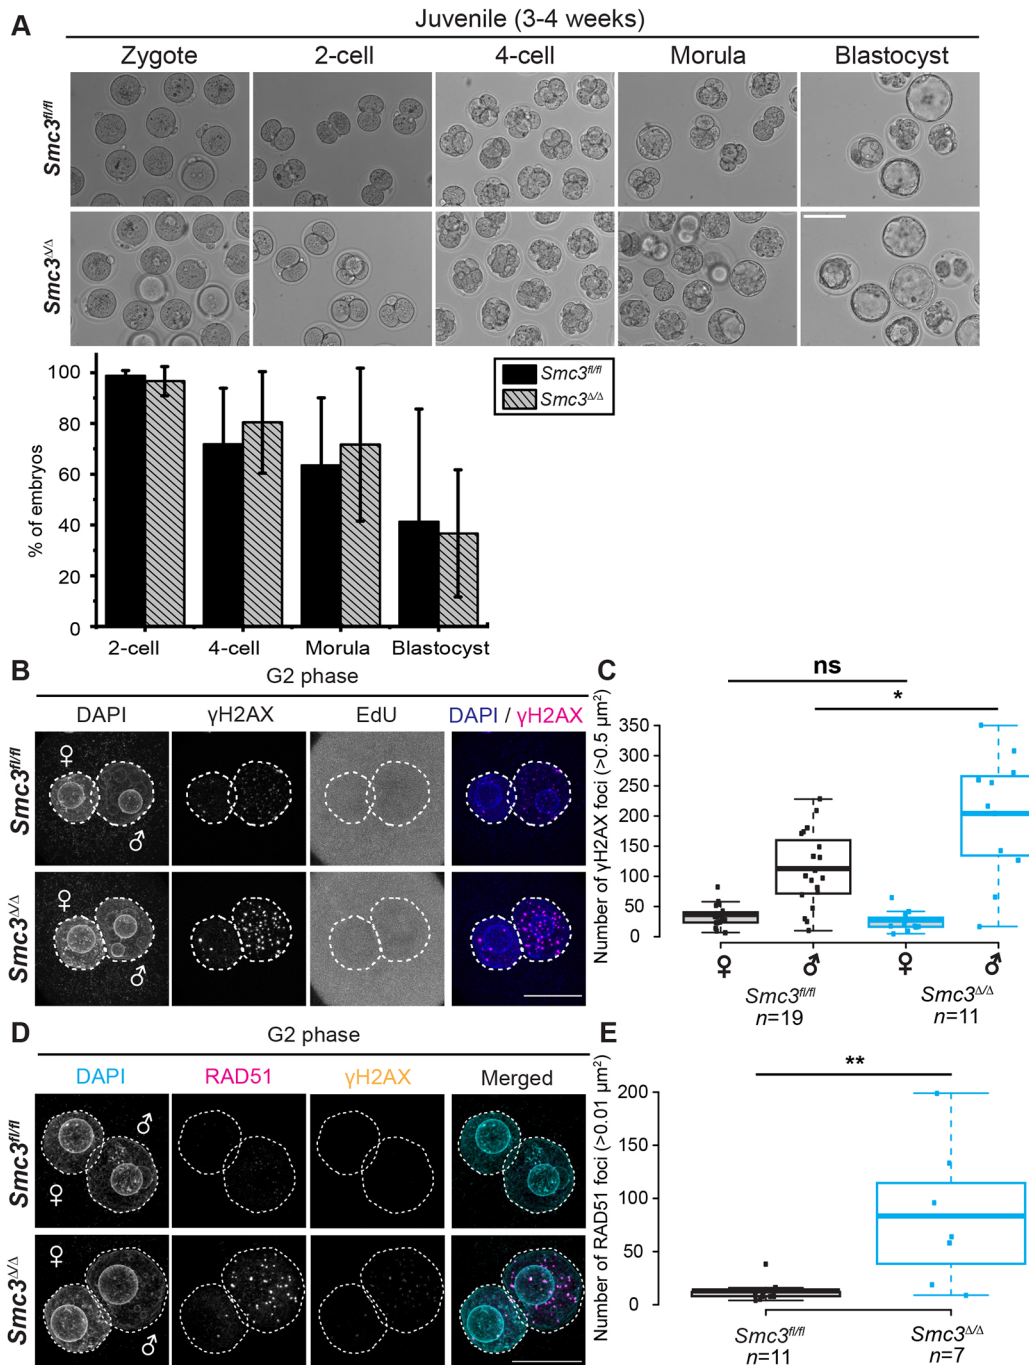 A
Juvenile (3-4 weeks)
Zygote 2-cell 4-cell Morula Blastocyst
Smc3fl/fl
Smc3Δ/Δ
% of embryos
100
80
60
40
20
0
2-cell 4-cell Morula Blastocyst
Smc3fl/fl
Smc3Δ/Δ
B
G2 phase
DAPI γH2AX EdU DAPI / γH2AX
Smc3fl/fl
♀
♂
Smc3Δ/Δ
♀
♂
C
ns
*
Number of γH2AX foci (>0.5 µm²)
350
300
250
200
150
100
50
0
♀ ♂ ♀ ♂
Smc3fl/fl Smc3Δ/Δ
n=19 n=11
D
G2 phase
DAPI RAD51 γH2AX Merged
Smc3fl/fl
♂
♀
Smc3Δ/Δ
♀
♂
E
**
Number of RAD51 foci (>0.01 µm²)
200
150
100
50
0
Smc3fl/fl Smc3Δ/Δ
n=11 n=7